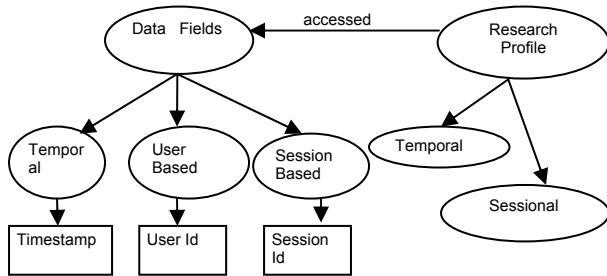 Data Fields
accessed
Research
Profile
Tempor
al
User
Based
Session
Based
Temporal
Sessional
Timestamp
User Id
Session
Id